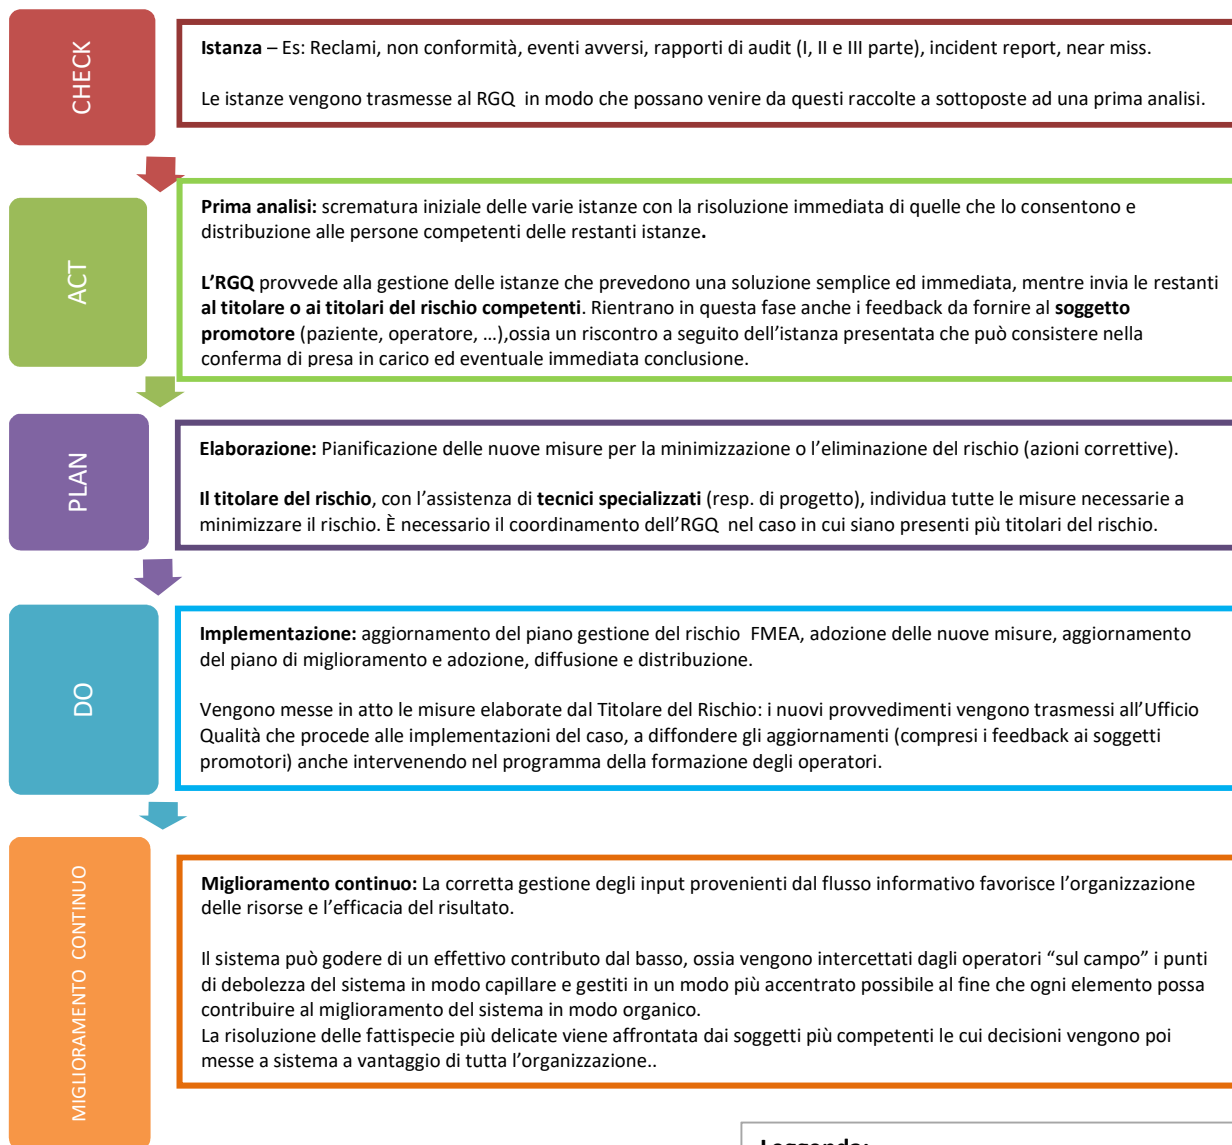 CHECK
Istanza – Es: Reclami, non conformità, eventi avversi, rapporti di audit (I, II e III parte), incident report, near miss.
Le istanze vengono trasmesse al RGQ in modo che possano venire da questi raccolte a sottoposte ad una prima analisi.
ACT
Prima analisi: scrematura iniziale delle varie istanze con la risoluzione immediata di quelle che lo consentono e
distribuzione alle persone competenti delle restanti istanze.
L’RGQ provvede alla gestione delle istanze che prevedono una soluzione semplice ed immediata, mentre invia le restanti
al titolare o ai titolari del rischio competenti. Rientrano in questa fase anche i feedback da fornire al soggetto
promotore (paziente, operatore, …),ossia un riscontro a seguito dell’istanza presentata che può consistere nella
conferma di presa in carico ed eventuale immediata conclusione.
PLAN
Elaborazione: Pianificazione delle nuove misure per la minimizzazione o l’eliminazione del rischio (azioni correttive).
Il titolare del rischio, con l’assistenza di tecnici specializzati (resp. di progetto), individua tutte le misure necessarie a
minimizzare il rischio. È necessario il coordinamento dell’RGQ nel caso in cui siano presenti più titolari del rischio.
DO
Implementazione: aggiornamento del piano gestione del rischio FMEA, adozione delle nuove misure, aggiornamento
del piano di miglioramento e adozione, diffusione e distribuzione.
Vengono messe in atto le misure elaborate dal Titolare del Rischio: i nuovi provvedimenti vengono trasmessi all’Ufficio
Qualità che procede alle implementazioni del caso, a diffondere gli aggiornamenti (compresi i feedback ai soggetti
promotori) anche intervenendo nel programma della formazione degli operatori.
MIGLIORAMENTO CONTINUO
Miglioramento continuo: La corretta gestione degli input provenienti dal flusso informativo favorisce l’organizzazione
delle risorse e l’efficacia del risultato.
Il sistema può godere di un effettivo contributo dal basso, ossia vengono intercettati dagli operatori “sul campo” i punti
di debolezza del sistema in modo capillare e gestiti in un modo più accentrato possibile al fine che ogni elemento possa
contribuire al miglioramento del sistema in modo organico.
La risoluzione delle fattispecie più delicate viene affrontata dai soggetti più competenti le cui decisioni vengono poi
messe a sistema a vantaggio di tutta l’organizzazione..
Leggenda: